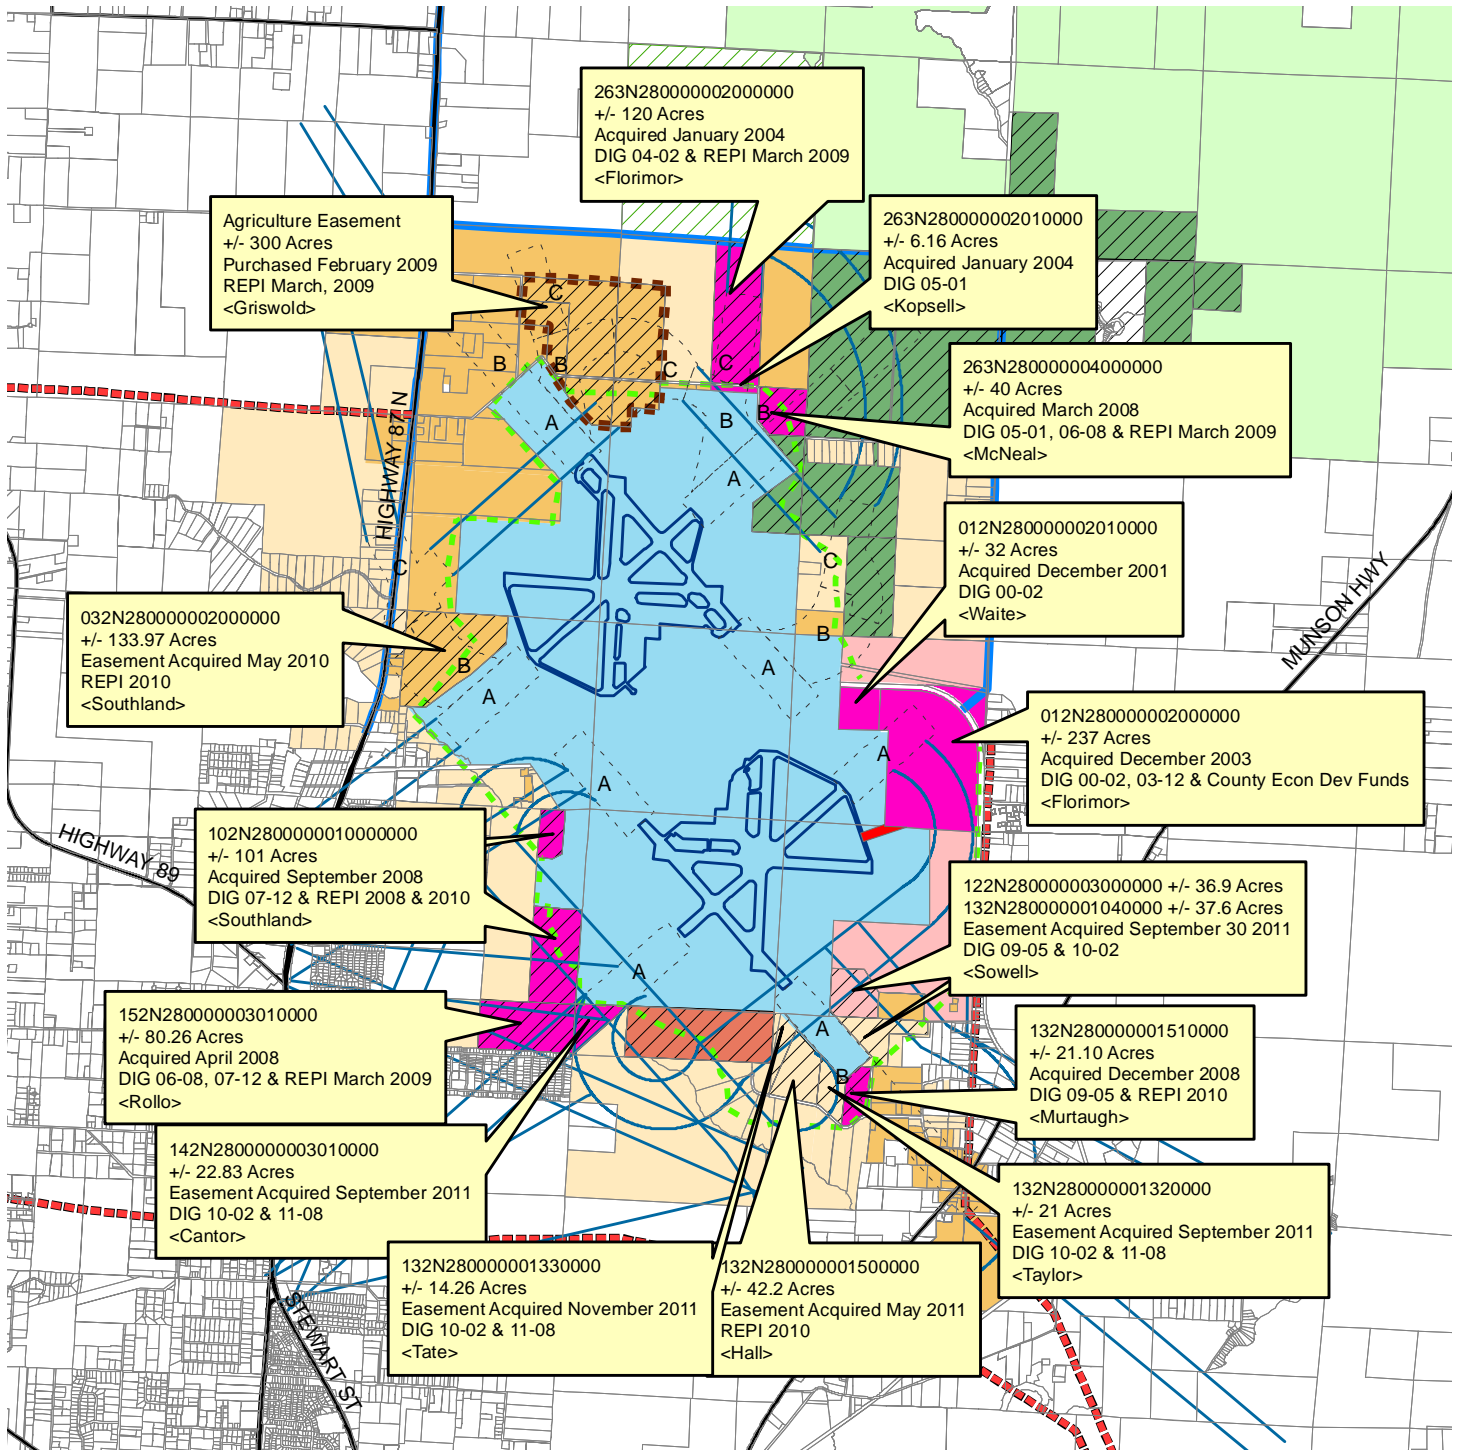 263N280000002000000
+/- 120 Acres
Acquired January 2004
DIG 04-02 & REPI March 2009
<Florimor>
Agriculture Easement
+/- 300 Acres
Purchased February 2009
REPI March, 2009
<Griswold>
263N280000002010000
+/- 6.16 Acres
Acquired January 2004
DIG 05-01
<Kopsell>
263N280000004000000
+/- 40 Acres
Acquired March 2008
DIG 05-01, 06-08 & REPI March 2009
<McNeal>
C
B
B
C
C
B
A
B
A
HIGHWAY 87 N
012N280000002010000
+/- 32 Acres
Acquired December 2001
DIG 00-02
<Waite>
C
C
B
MUNSON HWY
032N280000002000000
+/- 133.97 Acres
Easement Acquired May 2010
REPI 2010
<Southland>
B
A
A
012N280000002000000
+/- 237 Acres
Acquired December 2003
DIG 00-02, 03-12 & County Econ Dev Funds
<Florimor>
A
A
HIGHWAY 89
102N2800000010000000
+/- 101 Acres
Acquired September 2008
DIG 07-12 & REPI 2008 & 2010
<Southland>
122N280000003000000 +/- 36.9 Acres
132N280000001040000 +/- 37.6 Acres
Easement Acquired September 30 2011
DIG 09-05 & 10-02
<Sowell>
A
A
B
152N280000003010000
+/- 80.26 Acres
Acquired April 2008
DIG 06-08, 07-12 & REPI March 2009
<Rollo>
132N280000001510000
+/- 21.10 Acres
Acquired December 2008
DIG 09-05 & REPI 2010
<Murtaugh>
142N2800000003010000
+/- 22.83 Acres
Easement Acquired September 2011
DIG 10-02 & 11-08
<Cantor>
132N280000001320000
+/- 21 Acres
Easement Acquired September 2011
DIG 10-02 & 11-08
<Taylor>
132N280000001330000
+/- 14.26 Acres
Easement Acquired November 2011
DIG 10-02 & 11-08
<Tate>
132N280000001500000
+/- 42.2 Acres
Easement Acquired May 2011
REPI 2010
<Hall>
STEWART ST